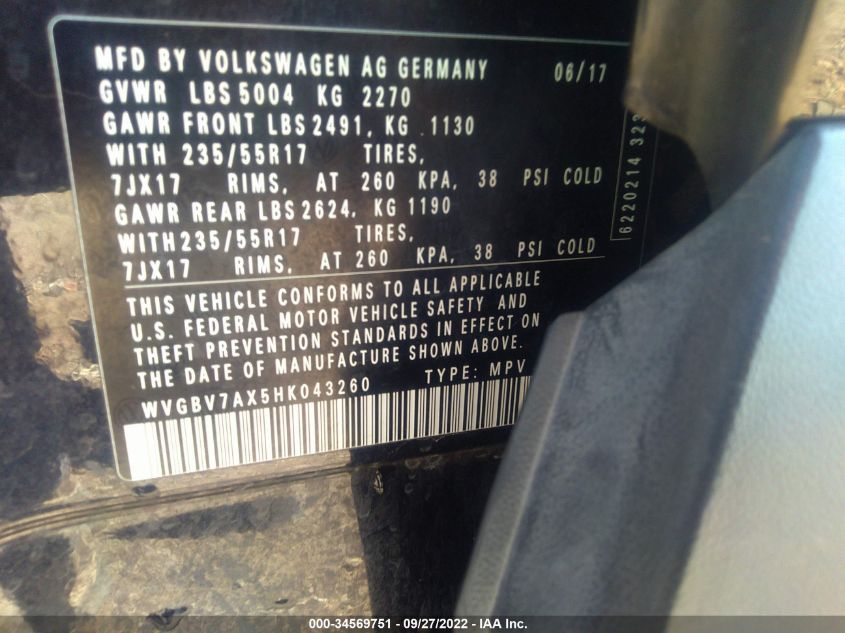 MFD BY VOLKSWAGEN AG GERMANY 06/17
GVWR LBS 5004 KG 2270
GAWR FRONT LBS 2491, KG .1130
WITH 235/55R17 TIRES,
7JX17 RIMS, AT 260 KPA, 38 PSI COLD
GAWR REAR LBS 2624, KG 1190
WITH235/55R17 TIRES,
7JX17 RIMS, AT 260 KPA, 38 PSI COLD
THIS VEHICLE CONFORMS TO ALL APPLICABLE
U.S. FEDERAL MOTOR VEHICLE SAFETY AND
THEFT PREVENTION STANDARDS IN EFFECT ON
THE DATE OF MANUFACTURE SHOWN ABOVE.
WVGBV7AX5HK043260 TYPE: MPV
6220214 323
000-34569751 — 09/27/2022 — IAA Inc.